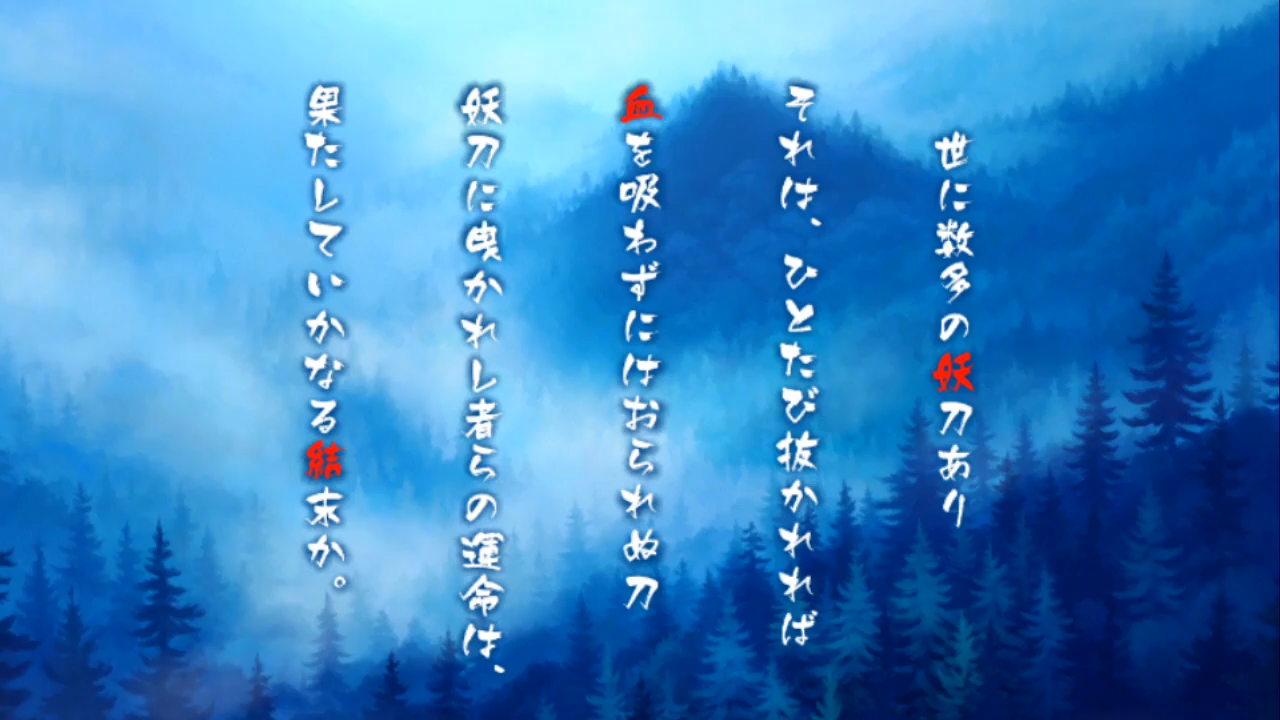 世に数多の妖刀あり
それは、ひとたび抜かれれば
血を吸わずにはおられぬ刀
妖刀に曳かれし者らの運命は、
果たしていかなる結末か。